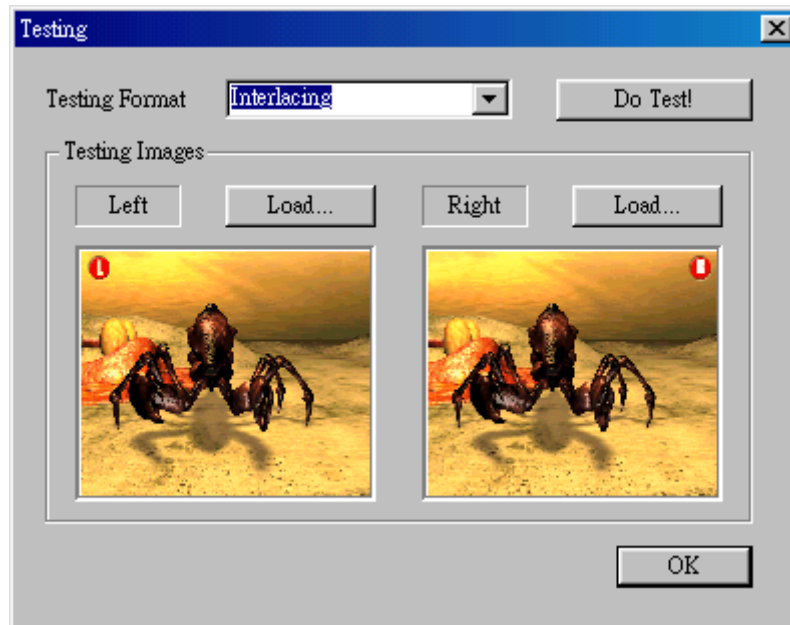 Testing
Testing Format Interlacing Do Test!
Testing Images
Left Load... Right Load...
L
OK